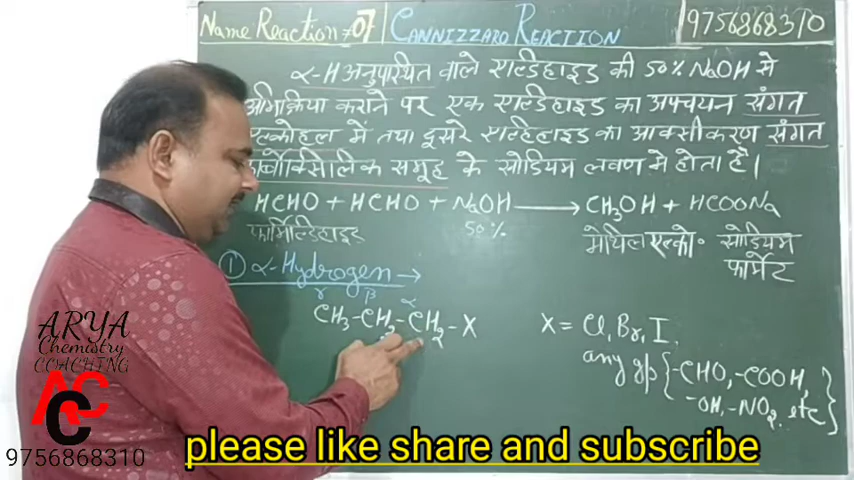 Name Reaction ≠ 07 CANNIZZARO REACTION 9756868310
α-H अनुपस्थित वाले एल्डिहाइड की 50% NaOH से
अभिक्रिया कराने पर एक एल्डिहाइड का अपचयन संगत
एल्कोहल में तथा दूसरे एल्डिहाइड का आक्सीकरण संगत
कार्बोक्सिलिक समूह के सोडियम लवण में होता है।
HCHO + HCHO + NaOH → CH3OH + HCOONa
फार्मेल्डिहाइड 50% मेथिल एल्को॰ सोडियम
फार्मेट
① α-Hydrogen →
γ β α
CH3-CH2-CH2-X X = Cl, Br, I.
any gp {-CHO, -COOH,
-OH, -NO2.. etc}
ARYA
Chemistry
COACHING
ACC
9756868310
please like share and subscribe